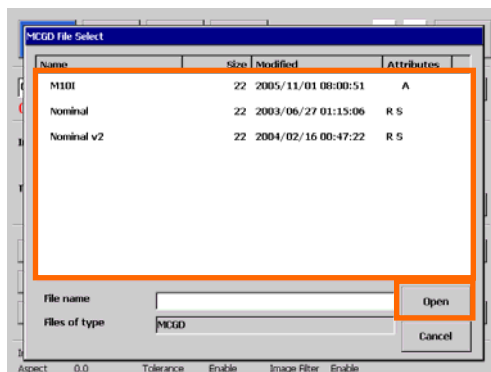 MCGD File Select
Name Size Modified Attributes
M10I 22 2005/11/01 08:00:51 A
Nominal 22 2003/06/27 01:15:06 R S
Nominal v2 22 2004/02/16 00:47:22 R S
File name Open
Files of type MCGD
Cancel
Aspect 0.0 Tolerance Enable Image Filter Enable